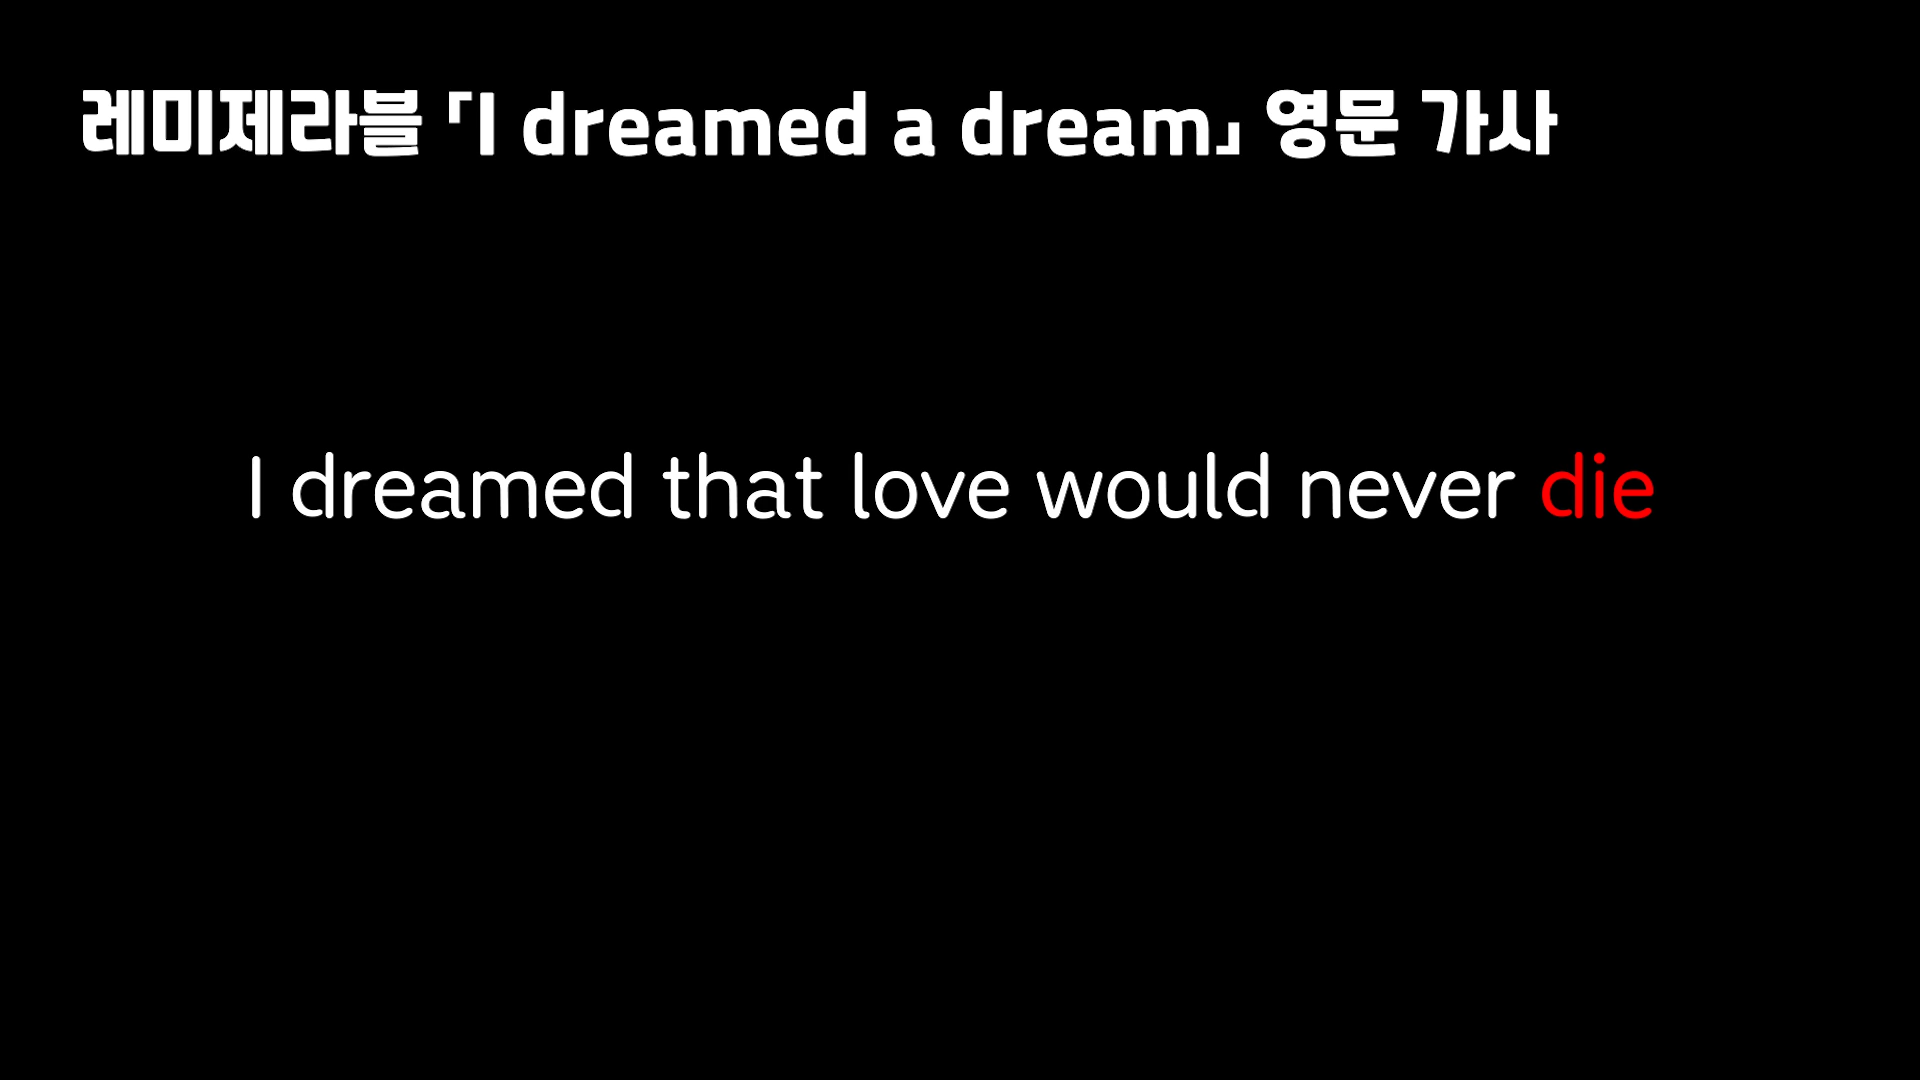 레미제라블 「I dreamed a dream」 영문 가사
I dreamed that love would never die